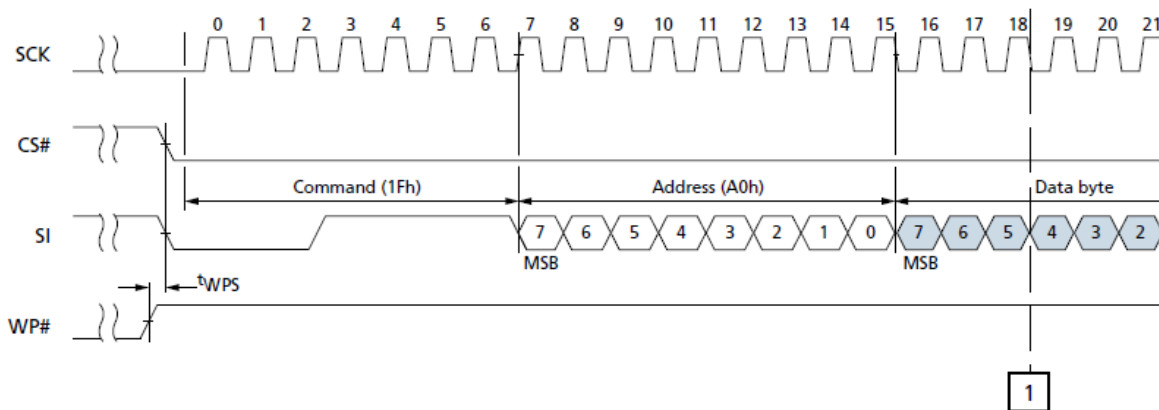 0 1 2 3 4 5 6 7 8 9 10 11 12 13 14 15 16 17 18 19 20 21
SCK
CS#
Command (1Fh) Address (A0h) Data byte
SI 7 6 5 4 3 2 1 0 7 6 5 4 3 2
MSB MSB
tWPS
WP#
1